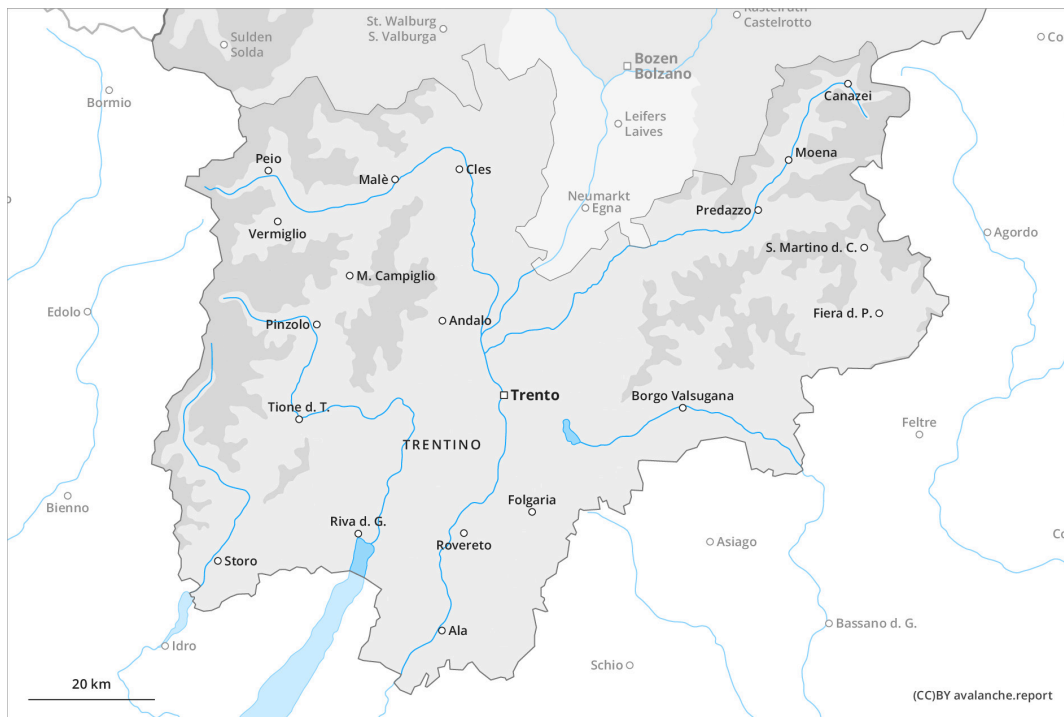 Kastelruth
Castelrotto
St. Walburg
S. Valburga
Sulden
Solda
Co
Bozen
Bolzano
Bormio
Canazei
Leifers
Laives
Moena
Peio
Malè
Cles
Neumarkt
Egna
Predazzo
Vermiglio
Agordo
S. Martino d. C.
M. Campiglio
Edolo
Pinzolo
Andalo
Fiera d. P.
Trento
Borgo Valsugana
Tione d. T.
Feltre
TRENTINO
Bienno
Folgaria
Riva d. G.
Rovereto
Asiago
Co
Storo
Ala
Bassano d. G.
Idro
Schio
20 km
(CC)BY avalanche.report